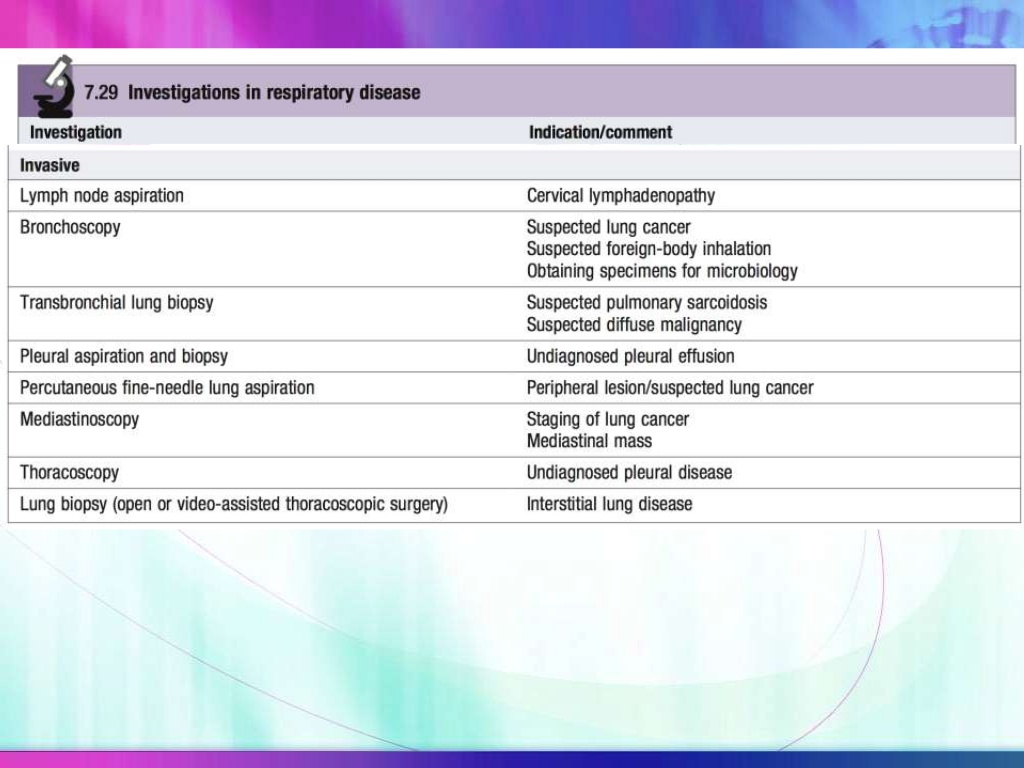 7.29 Investigations in respiratory disease
Investigation Indication/comment
Invasive
Lymph node aspiration Cervical lymphadenopathy
Bronchoscopy Suspected lung cancer
Suspected foreign-body inhalation
Obtaining specimens for microbiology
Transbronchial lung biopsy Suspected pulmonary sarcoidosis
Suspected diffuse malignancy
Pleural aspiration and biopsy Undiagnosed pleural effusion
Percutaneous fine-needle lung aspiration Peripheral lesion/suspected lung cancer
Mediastinoscopy Staging of lung cancer
Mediastinal mass
Thoracoscopy Undiagnosed pleural disease
Lung biopsy (open or video-assisted thoracoscopic surgery) Interstitial lung disease